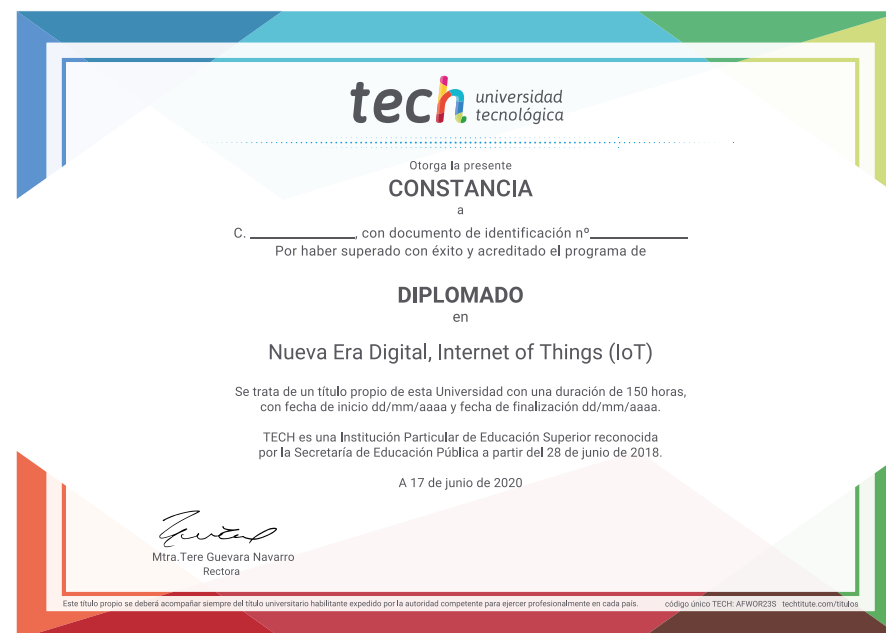 tech universidad
tecnológica
Otorga la presente
CONSTANCIA
a
C. ______________, con documento de identificación nº______________
Por haber superado con éxito y acreditado el programa de
DIPLOMADO
en
Nueva Era Digital, Internet of Things (IoT)
Se trata de un título propio de esta Universidad con una duración de 150 horas,
con fecha de inicio dd/mm/aaaa y fecha de finalización dd/mm/aaaa.
TECH es una Institución Particular de Educación Superior reconocida
por la Secretaría de Educación Pública a partir del 28 de junio de 2018.
A 17 de junio de 2020
Mtra.Tere Guevara Navarro
Rectora
Este título propio se deberá acompañar siempre del título universitario habilitante expedido por la autoridad competente para ejercer profesionalmente en cada país. código único TECH: AFWOR23S techtitute.com/títulos